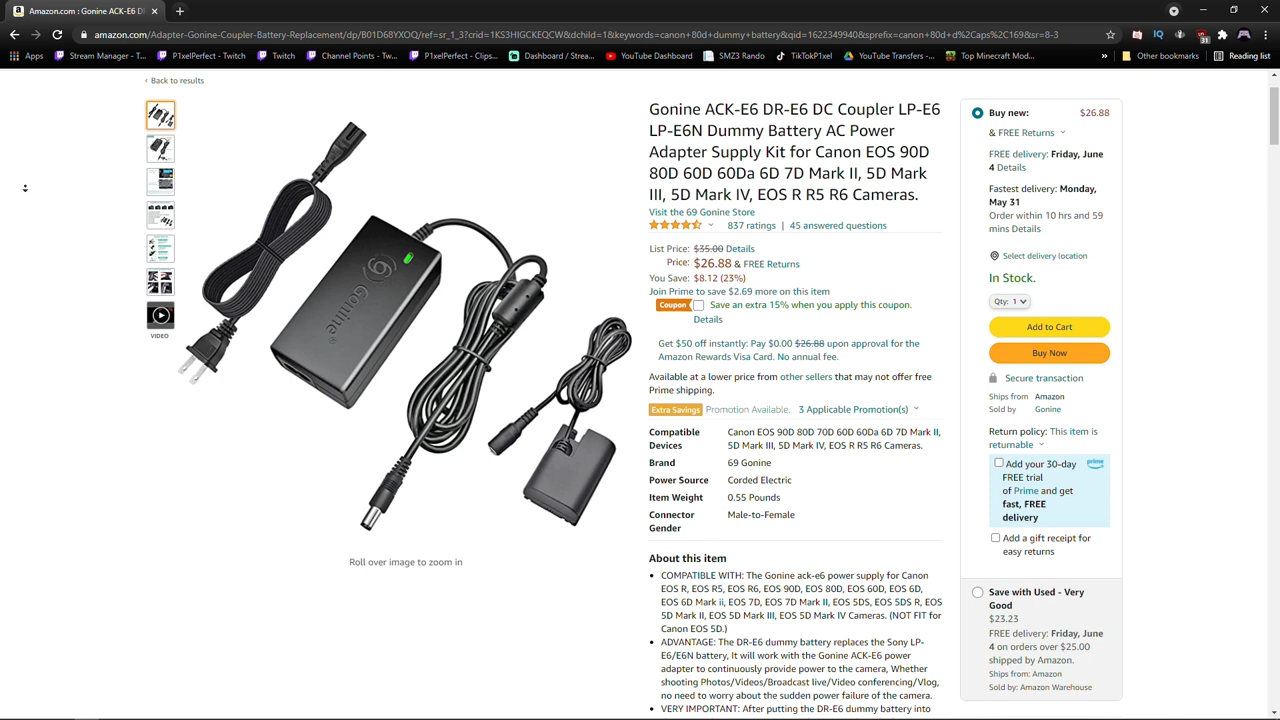 Amazon.com : Gonine ACK-E6 D
amazon.com/Adapter-Gonine-Coupler-Battery-Replacement/dp/B01D68YXOQ/ref=sr_1_3?crid=1KS3HIGCKEQCW&dchild=1&keywords=canon+80d+dummy+battery&qid=1622349940&sprefix=canon+80d+d%2Caps%2C169&sr=8-3
Apps Stream Manager - T... P1xelPerfect - Twitch Twitch Channel Points - Tw... P1xelPerfect - Clips... Dashboard / Strea... YouTube Dashboard SMZ3 Rando TikTokP1xel YouTube Transfers -... Top Minecraft Mod... » Other bookmarks Reading list
‹ Back to results
VIDEO
69 Gonine®
Roll over image to zoom in
Gonine ACK-E6 DR-E6 DC Coupler LP-E6
LP-E6N Dummy Battery AC Power
Adapter Supply Kit for Canon EOS 90D
80D 60D 60Da 6D 7D Mark II, 5D Mark
III, 5D Mark IV, EOS R R5 R6 Cameras.
Visit the 69 Gonine Store
837 ratings | 45 answered questions
List Price: $35.00 Details
Price: $26.88 & FREE Returns
You Save: $8.12 (23%)
Join Prime to save $2.69 more on this item
Coupon Save an extra 15% when you apply this coupon.
Details
Get $50 off instantly: Pay $0.00 $26.88 upon approval for the
Amazon Rewards Visa Card. No annual fee.
Available at a lower price from other sellers that may not offer free
Prime shipping.
Extra Savings Promotion Available. 3 Applicable Promotion(s)
Compatible Canon EOS 90D 80D 70D 60D 60Da 6D 7D Mark II,
Devices 5D Mark III, 5D Mark IV, EOS R R5 R6 Cameras.
Brand 69 Gonine
Power Source Corded Electric
Item Weight 0.55 Pounds
Connector Male-to-Female
Gender
About this item
• COMPATIBLE WITH: The Gonine ack-e6 power supply for Canon
EOS R, EOS R5, EOS R6, EOS 90D, EOS 80D, EOS 60D, EOS 6D,
EOS 6D Mark ii, EOS 7D, EOS 7D Mark II, EOS 5DS, EOS 5DS R, EOS
5D Mark II, EOS 5D Mark III, EOS 5D Mark IV Cameras. (NOT FIT for
Canon EOS 5D.)
• ADVANTAGE: The DR-E6 dummy battery replaces the Sony LP-
E6/E6N battery, It will work with the Gonine ACK-E6 power
adapter to continuously provide power to the camera, Whether
shooting Photos/Videos/Broadcast live/Video conferencing/Vlog,
no need to worry about the sudden power failure of the camera.
• VERY IMPORTANT: After putting the DR-E6 dummy battery into
Buy new: $26.88
& FREE Returns
FREE delivery: Friday, June
4 Details
Fastest delivery: Monday,
May 31
Order within 10 hrs and 59
mins Details
Select delivery location
In Stock.
Qty: 1
Add to Cart
Buy Now
Secure transaction
Ships from Amazon
Sold by Gonine
Return policy: This item is
returnable
Add your 30-day prime
FREE trial
of Prime and get
fast, FREE
delivery
Add a gift receipt for
easy returns
Save with Used - Very
Good
$23.23
FREE delivery: Friday, June
4 on orders over $25.00
shipped by Amazon.
Ships from: Amazon
Sold by: Amazon Warehouse